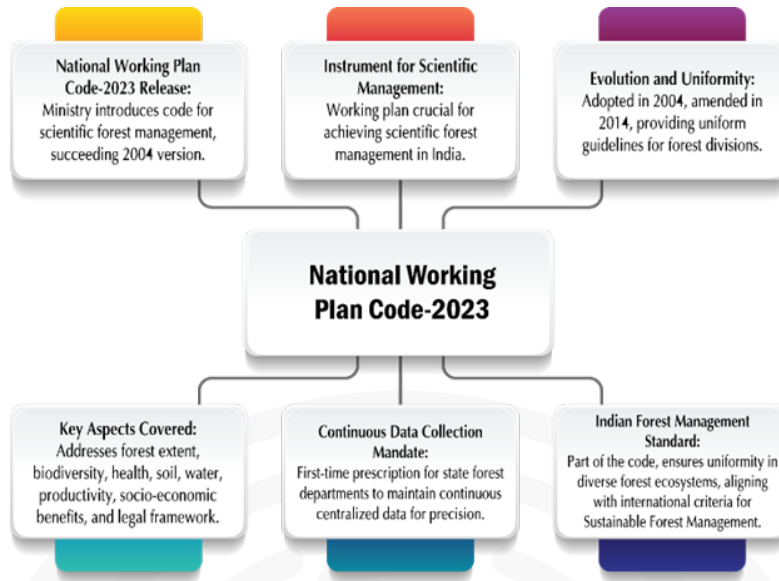 National Working Plan
Code-2023 Release:
Ministry introduces code for
scientific forest management,
succeeding 2004 version.
Instrument for Scientific
Management:
Working plan crucial for
achieving scientific forest
management in India.
Evolution and Uniformity:
Adopted in 2004, amended in
2014, providing uniform
guidelines for forest divisions.
National Working
Plan Code-2023
Key Aspects Covered:
Addresses forest extent,
biodiversity, health, soil, water,
productivity, socio-economic
benefits, and legal framework.
Continuous Data Collection
Mandate:
First-time prescription for state forest
departments to maintain continuous
centralized data for precision.
Indian Forest Management
Standard:
Part of the code, ensures uniformity in
diverse forest ecosystems, aligning
with international criteria for
Sustainable Forest Management.